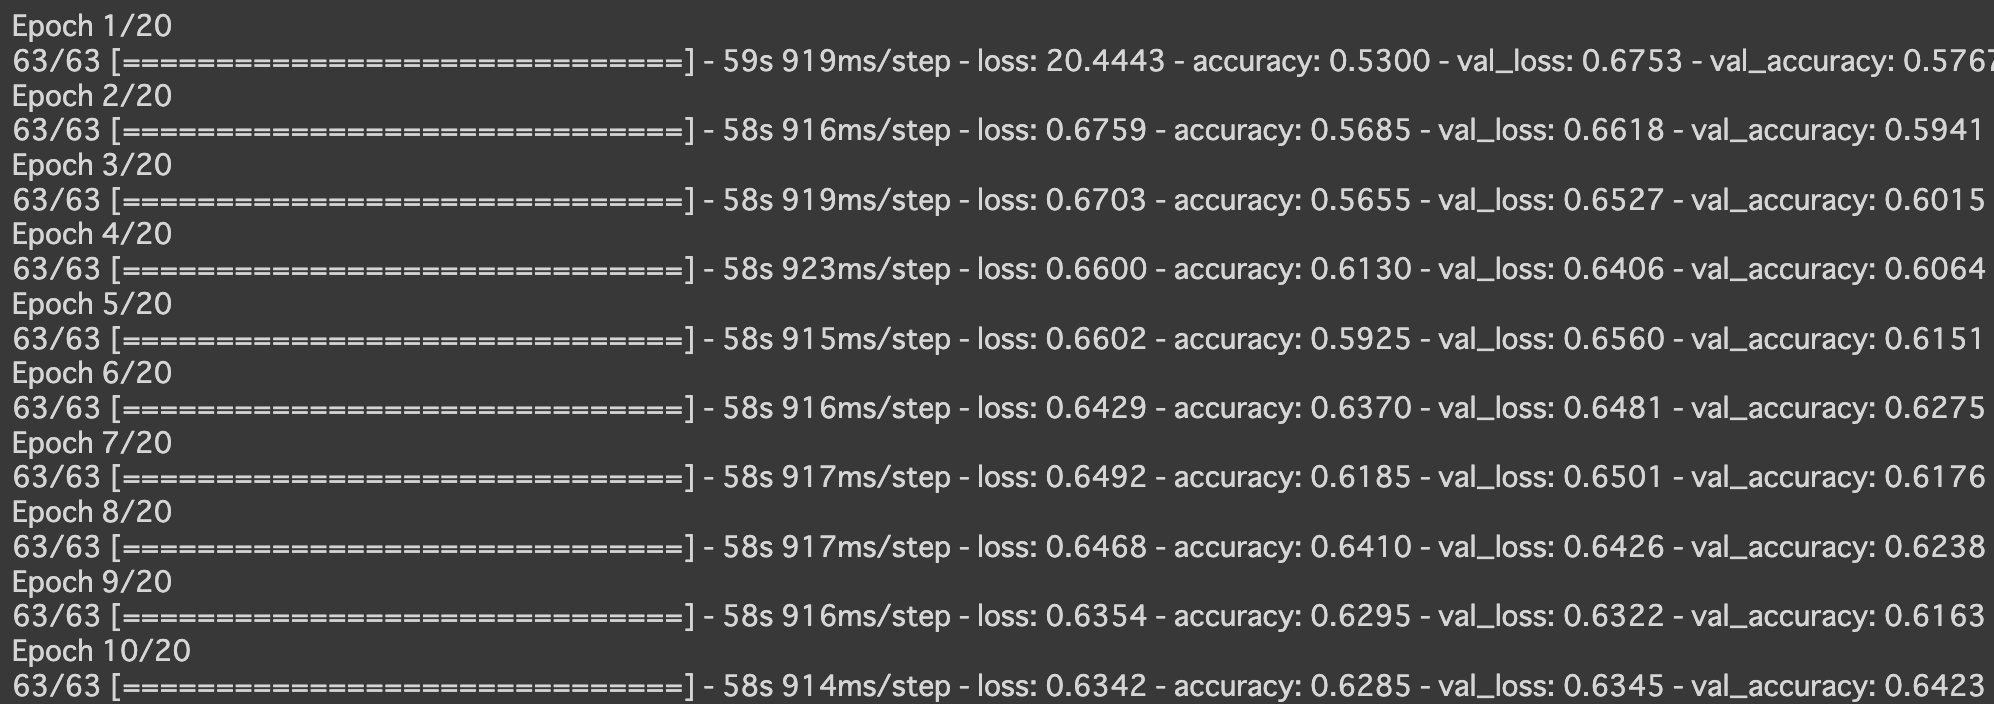 Epoch 1/20
63/63 [==============================] - 59s 919ms/step - loss: 20.4443 - accuracy: 0.5300 - val_loss: 0.6753 - val_accuracy: 0.5767
Epoch 2/20
63/63 [==============================] - 58s 916ms/step - loss: 0.6759 - accuracy: 0.5685 - val_loss: 0.6618 - val_accuracy: 0.5941
Epoch 3/20
63/63 [==============================] - 58s 919ms/step - loss: 0.6703 - accuracy: 0.5655 - val_loss: 0.6527 - val_accuracy: 0.6015
Epoch 4/20
63/63 [==============================] - 58s 923ms/step - loss: 0.6600 - accuracy: 0.6130 - val_loss: 0.6406 - val_accuracy: 0.6064
Epoch 5/20
63/63 [==============================] - 58s 915ms/step - loss: 0.6602 - accuracy: 0.5925 - val_loss: 0.6560 - val_accuracy: 0.6151
Epoch 6/20
63/63 [==============================] - 58s 916ms/step - loss: 0.6429 - accuracy: 0.6370 - val_loss: 0.6481 - val_accuracy: 0.6275
Epoch 7/20
63/63 [==============================] - 58s 917ms/step - loss: 0.6492 - accuracy: 0.6185 - val_loss: 0.6501 - val_accuracy: 0.6176
Epoch 8/20
63/63 [==============================] - 58s 917ms/step - loss: 0.6468 - accuracy: 0.6410 - val_loss: 0.6426 - val_accuracy: 0.6238
Epoch 9/20
63/63 [==============================] - 58s 916ms/step - loss: 0.6354 - accuracy: 0.6295 - val_loss: 0.6322 - val_accuracy: 0.6163
Epoch 10/20
63/63 [==============================] - 58s 914ms/step - loss: 0.6342 - accuracy: 0.6285 - val_loss: 0.6345 - val_accuracy: 0.6423